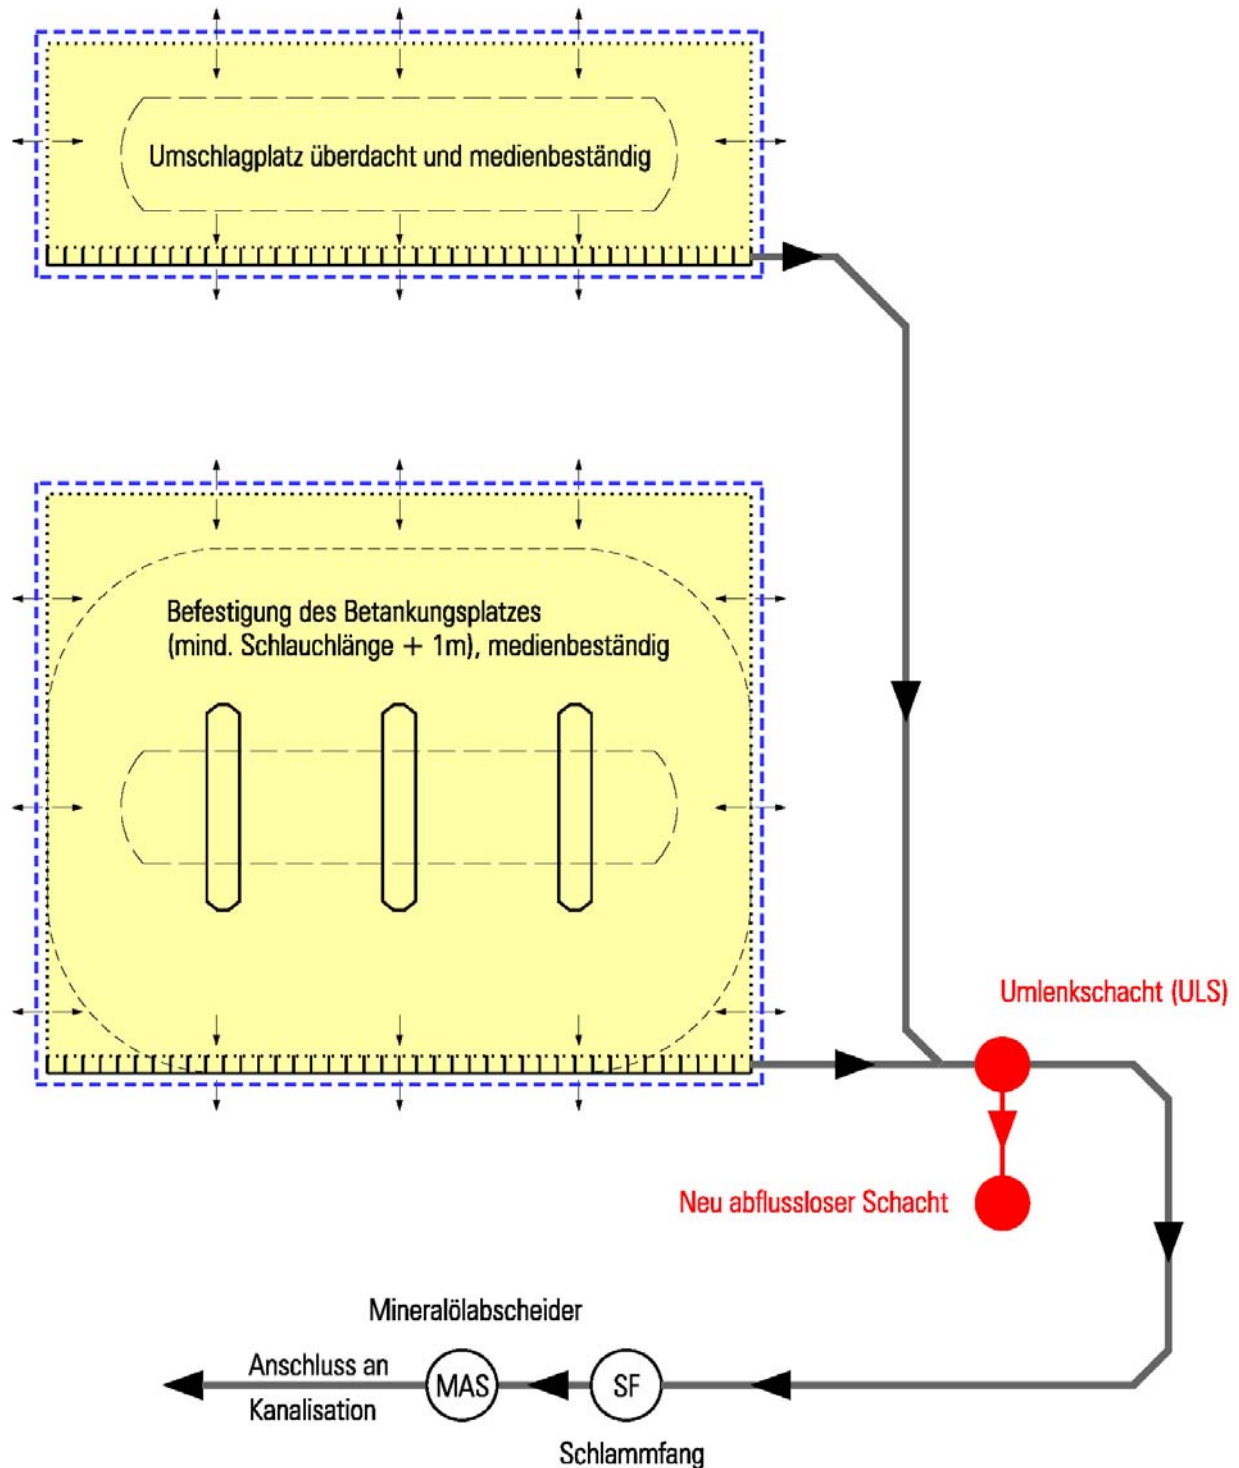 Umschlagplatz überdacht und medienbeständig
Befestigung des Betankungsplatzes
(mind. Schlauchlänge + 1m), medienbeständig
Umlenkschacht (ULS)
Neu abflussloser Schacht
Mineralölabscheider
Anschluss an
Kanalisation
MAS
SF
Schlammfang